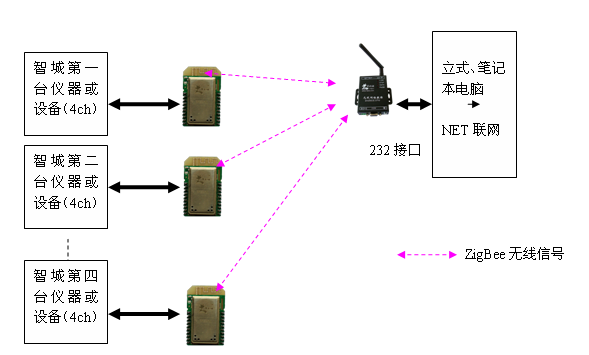 智城第一
台仪器或
设备(4ch)
智城第二
台仪器或
设备(4ch)
智城第四
台仪器或
设备(4ch)
232 接口
立式、笔记
本电脑
NET 联网
ZigBee 无线信号